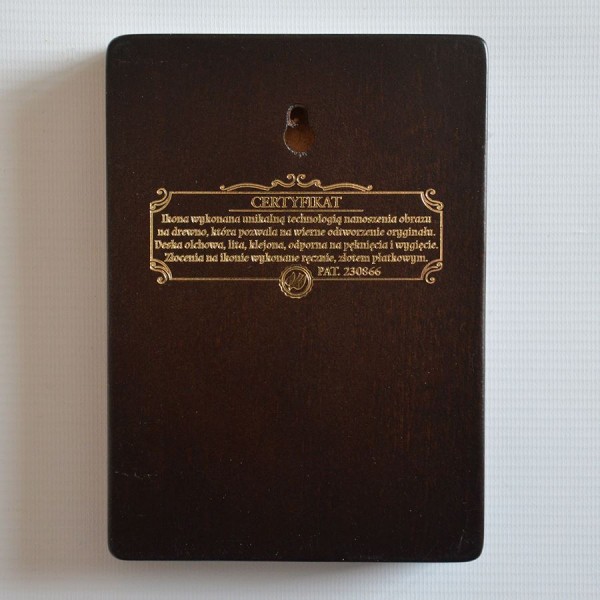 CERTYFIKAT
Ikona wykonana unikalną technologią nanoszenia obrazu
na drewno, która pozwala na wierne odtworzenie oryginału.
Deska olchowa, lita, klejona, odporna na pęknięcia i wygięcie.
Złocenia na ikonie wykonane ręcznie, złotem płatkowym.
PAT. 230866